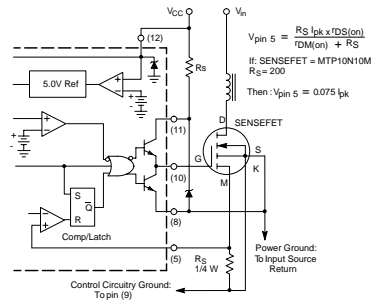 VCC
Vin
(12)
5.0V Ref
+
–
+
–
Rs
(11)
(10)
(8)
(5)
S
R
Q
Comp/Latch
D
SENSEFET
G
S
K
M
RS
1/4 W
Power Ground:
To Input Source
Return
Control Circuitry Ground:
To pin (9)
Vpin 5 = RS Ipk x rDS(on)
rDM(on) + RS
If: SENSEFET = MTP10N10M
RS = 200
Then : Vpin 5 = 0.075 Ipk